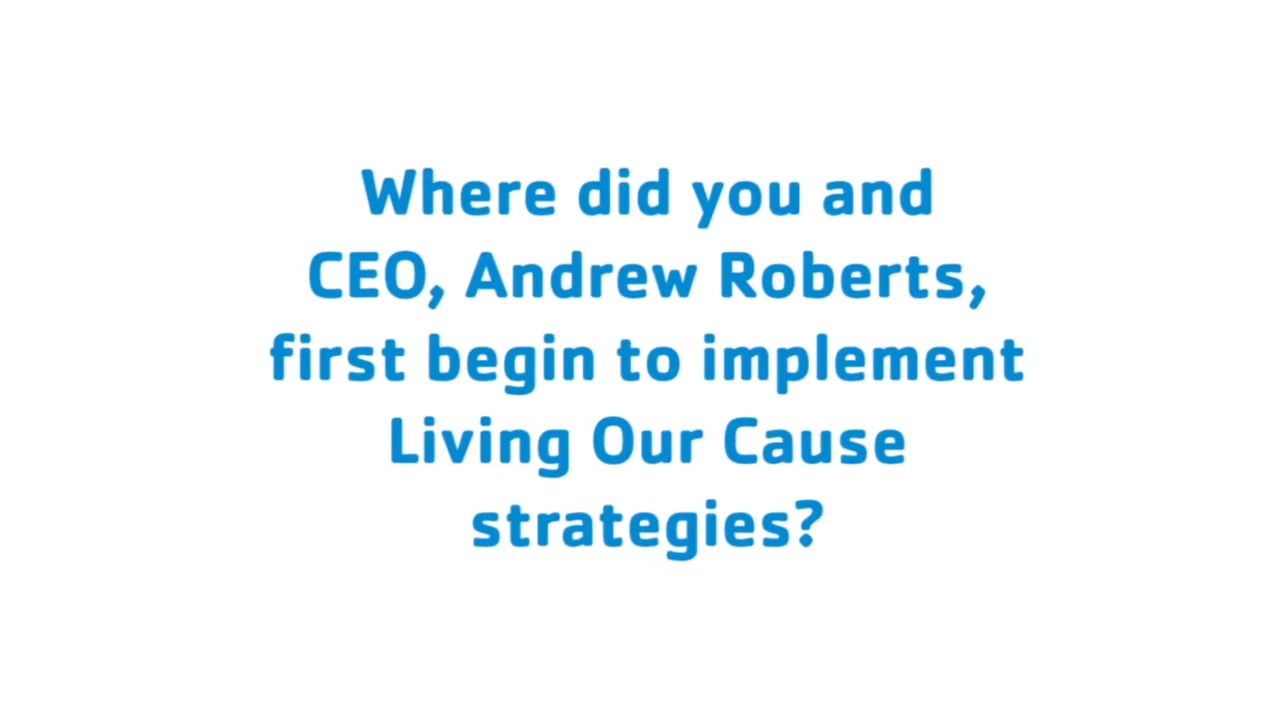 Where did you and
CEO, Andrew Roberts,
first begin to implement
Living Our Cause
strategies?